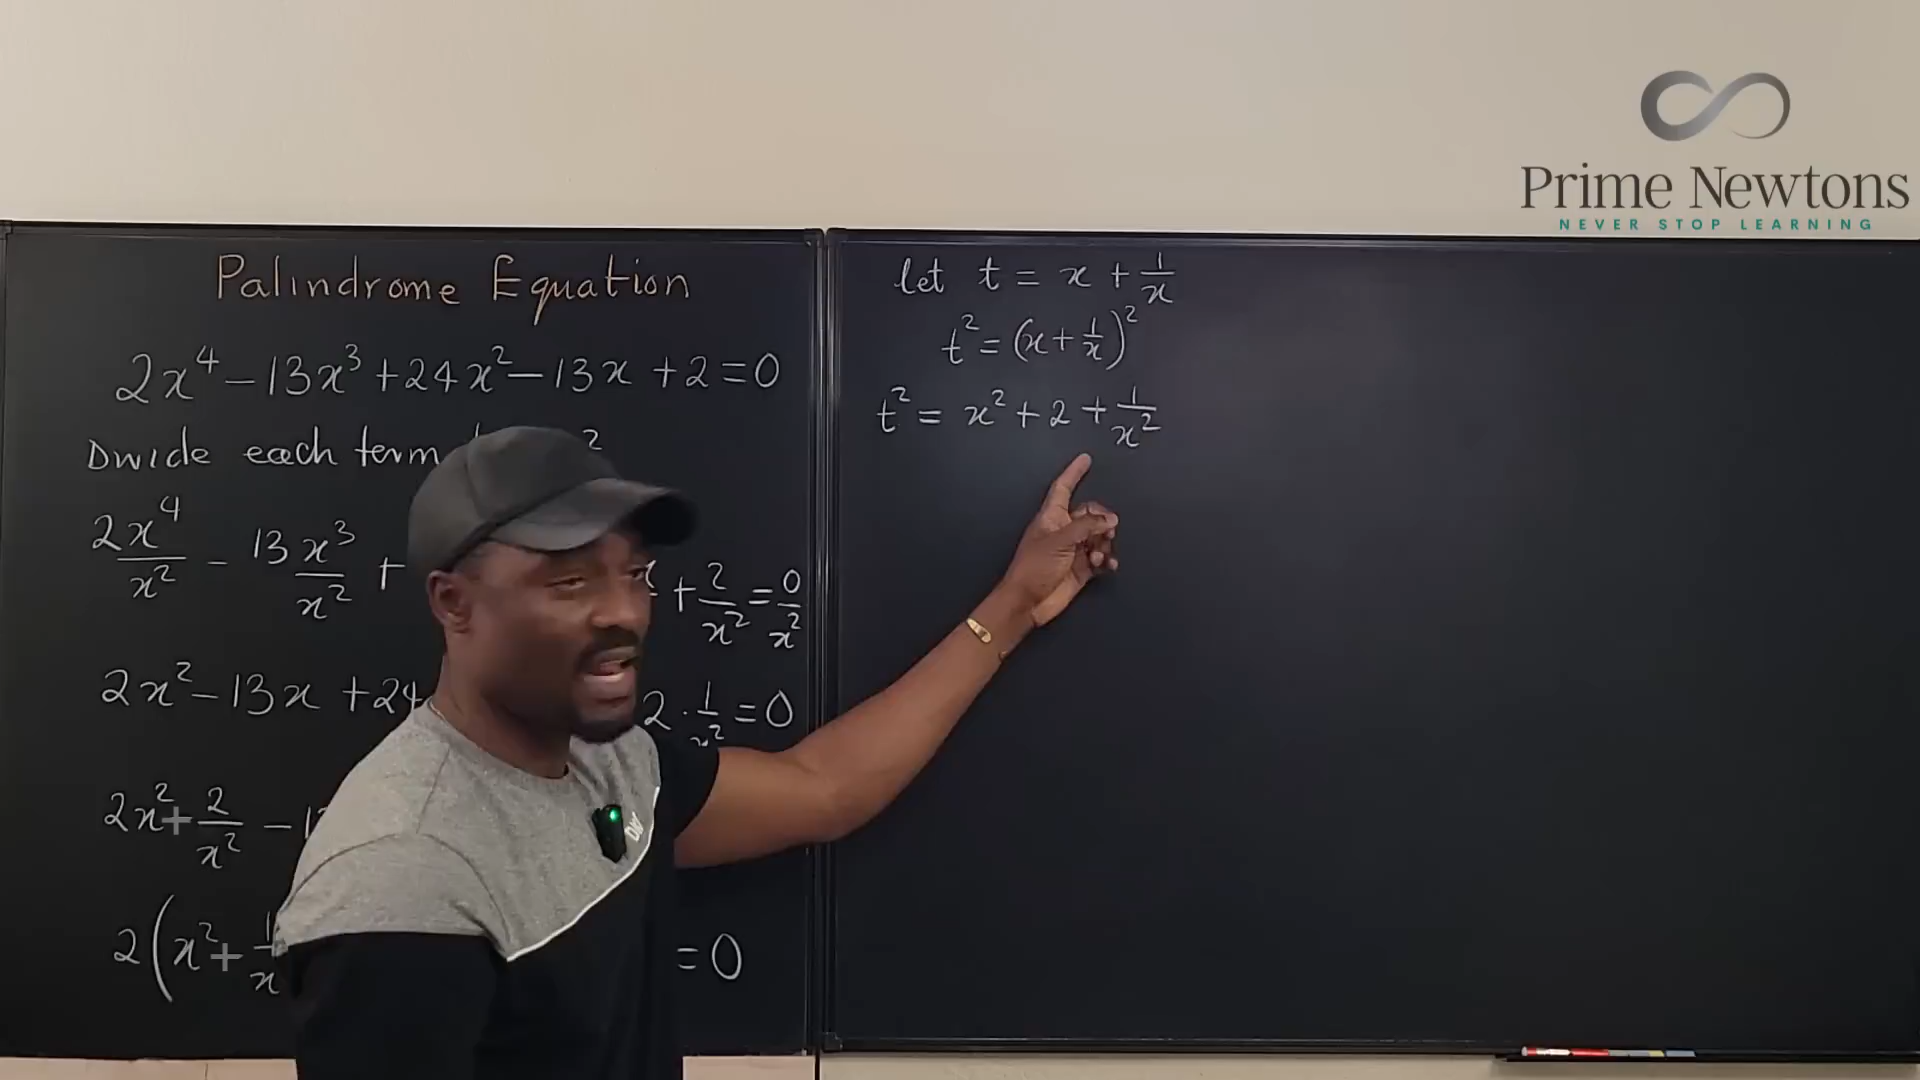 Prime Newtons
NEVER STOP LEARNING
Palindrome Equation
2x⁴ – 13x³ + 24x² – 13x + 2 = 0
Divide each term 2
2x⁴/x² – 13x³/x² + + 2/x² = 0/x²
2x² – 13x + 24 2 · 1/x² = 0
2x² + 2/x² –
2(x² + 1/x = 0
let t = x + 1/x
t² = (x + 1/x)²
t² = x² + 2 + 1/x²